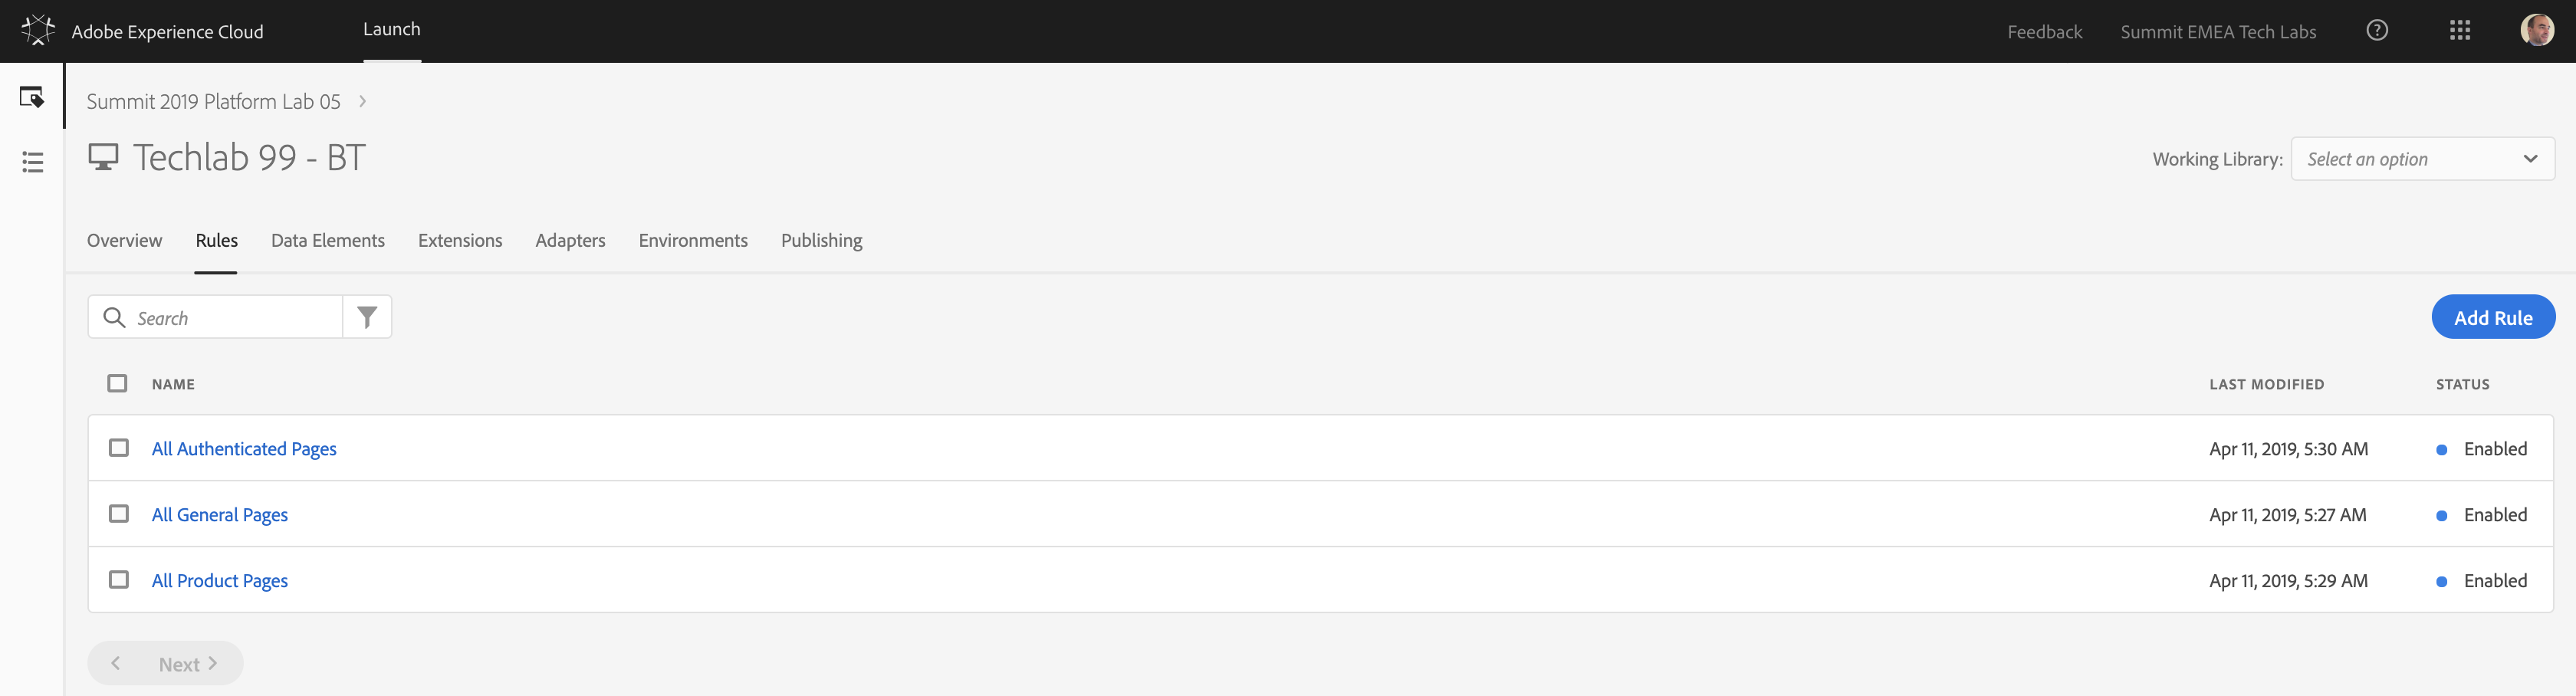 Adobe Experience Cloud Launch Feedback Summit EMEA Tech Labs
Summit 2019 Platform Lab 05
Techlab 99 - BT
Working Library: Select an option
Overview Rules Data Elements Extensions Adapters Environments Publishing
Search Add Rule
NAME LAST MODIFIED STATUS
All Authenticated Pages Apr 11, 2019, 5:30 AM Enabled
All General Pages Apr 11, 2019, 5:27 AM Enabled
All Product Pages Apr 11, 2019, 5:29 AM Enabled
Next